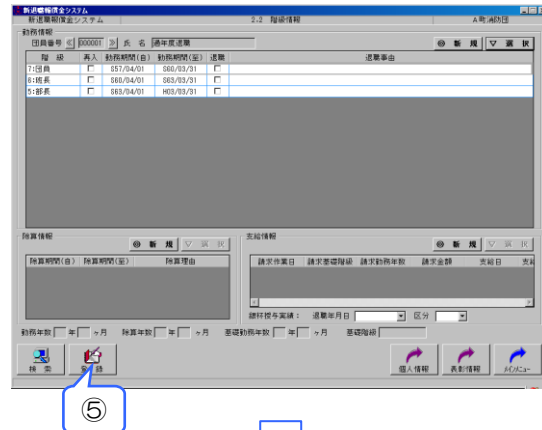 新退職報償金システム
新退職報償金システム 2.2 階級情報 A町消防団
勤務情報
団員番号 ≪ 000001 ≫ 氏 名 過年度退職 ◎ 新 規 ▽ 選 択
階 級 再入 勤務期間(自) 勤務期間(至) 退職 退職事由
7:団員 S57/04/01 S60/03/31
6:班長 S60/04/01 S63/03/31
5:部長 S63/04/01 H03/03/31
除算情報 ◎ 新 規 ▽ 選 択
除算期間(自) 除算期間(至) 除算理由
支給情報 ◎ 新 規 ▽ 選 択
請求作業日 請求基礎階級 請求勤務年数 請求金額 支給日 支給
銀杯授与実績: 退職年月日 区分
勤務年数 年 ヶ月 除算年数 年 ヶ月 基礎勤務年数 年 ヶ月 基礎階級
検 索 登 録 個人情報 表彰情報 メインメニュー
⑤